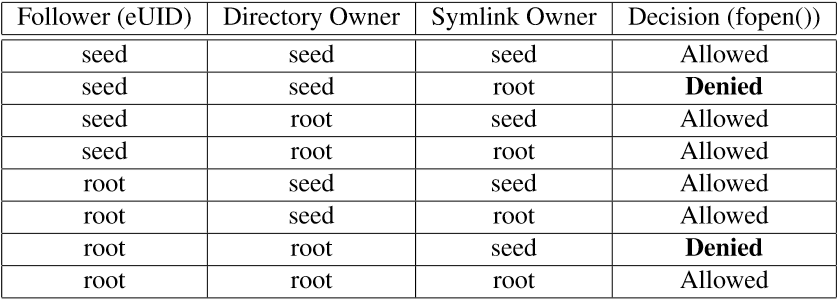 Follower (eUID) Directory Owner Symlink Owner Decision (fopen())
seed seed seed Allowed
seed seed root Denied
seed root seed Allowed
seed root root Allowed
root seed seed Allowed
root seed root Allowed
root root seed Denied
root root root Allowed